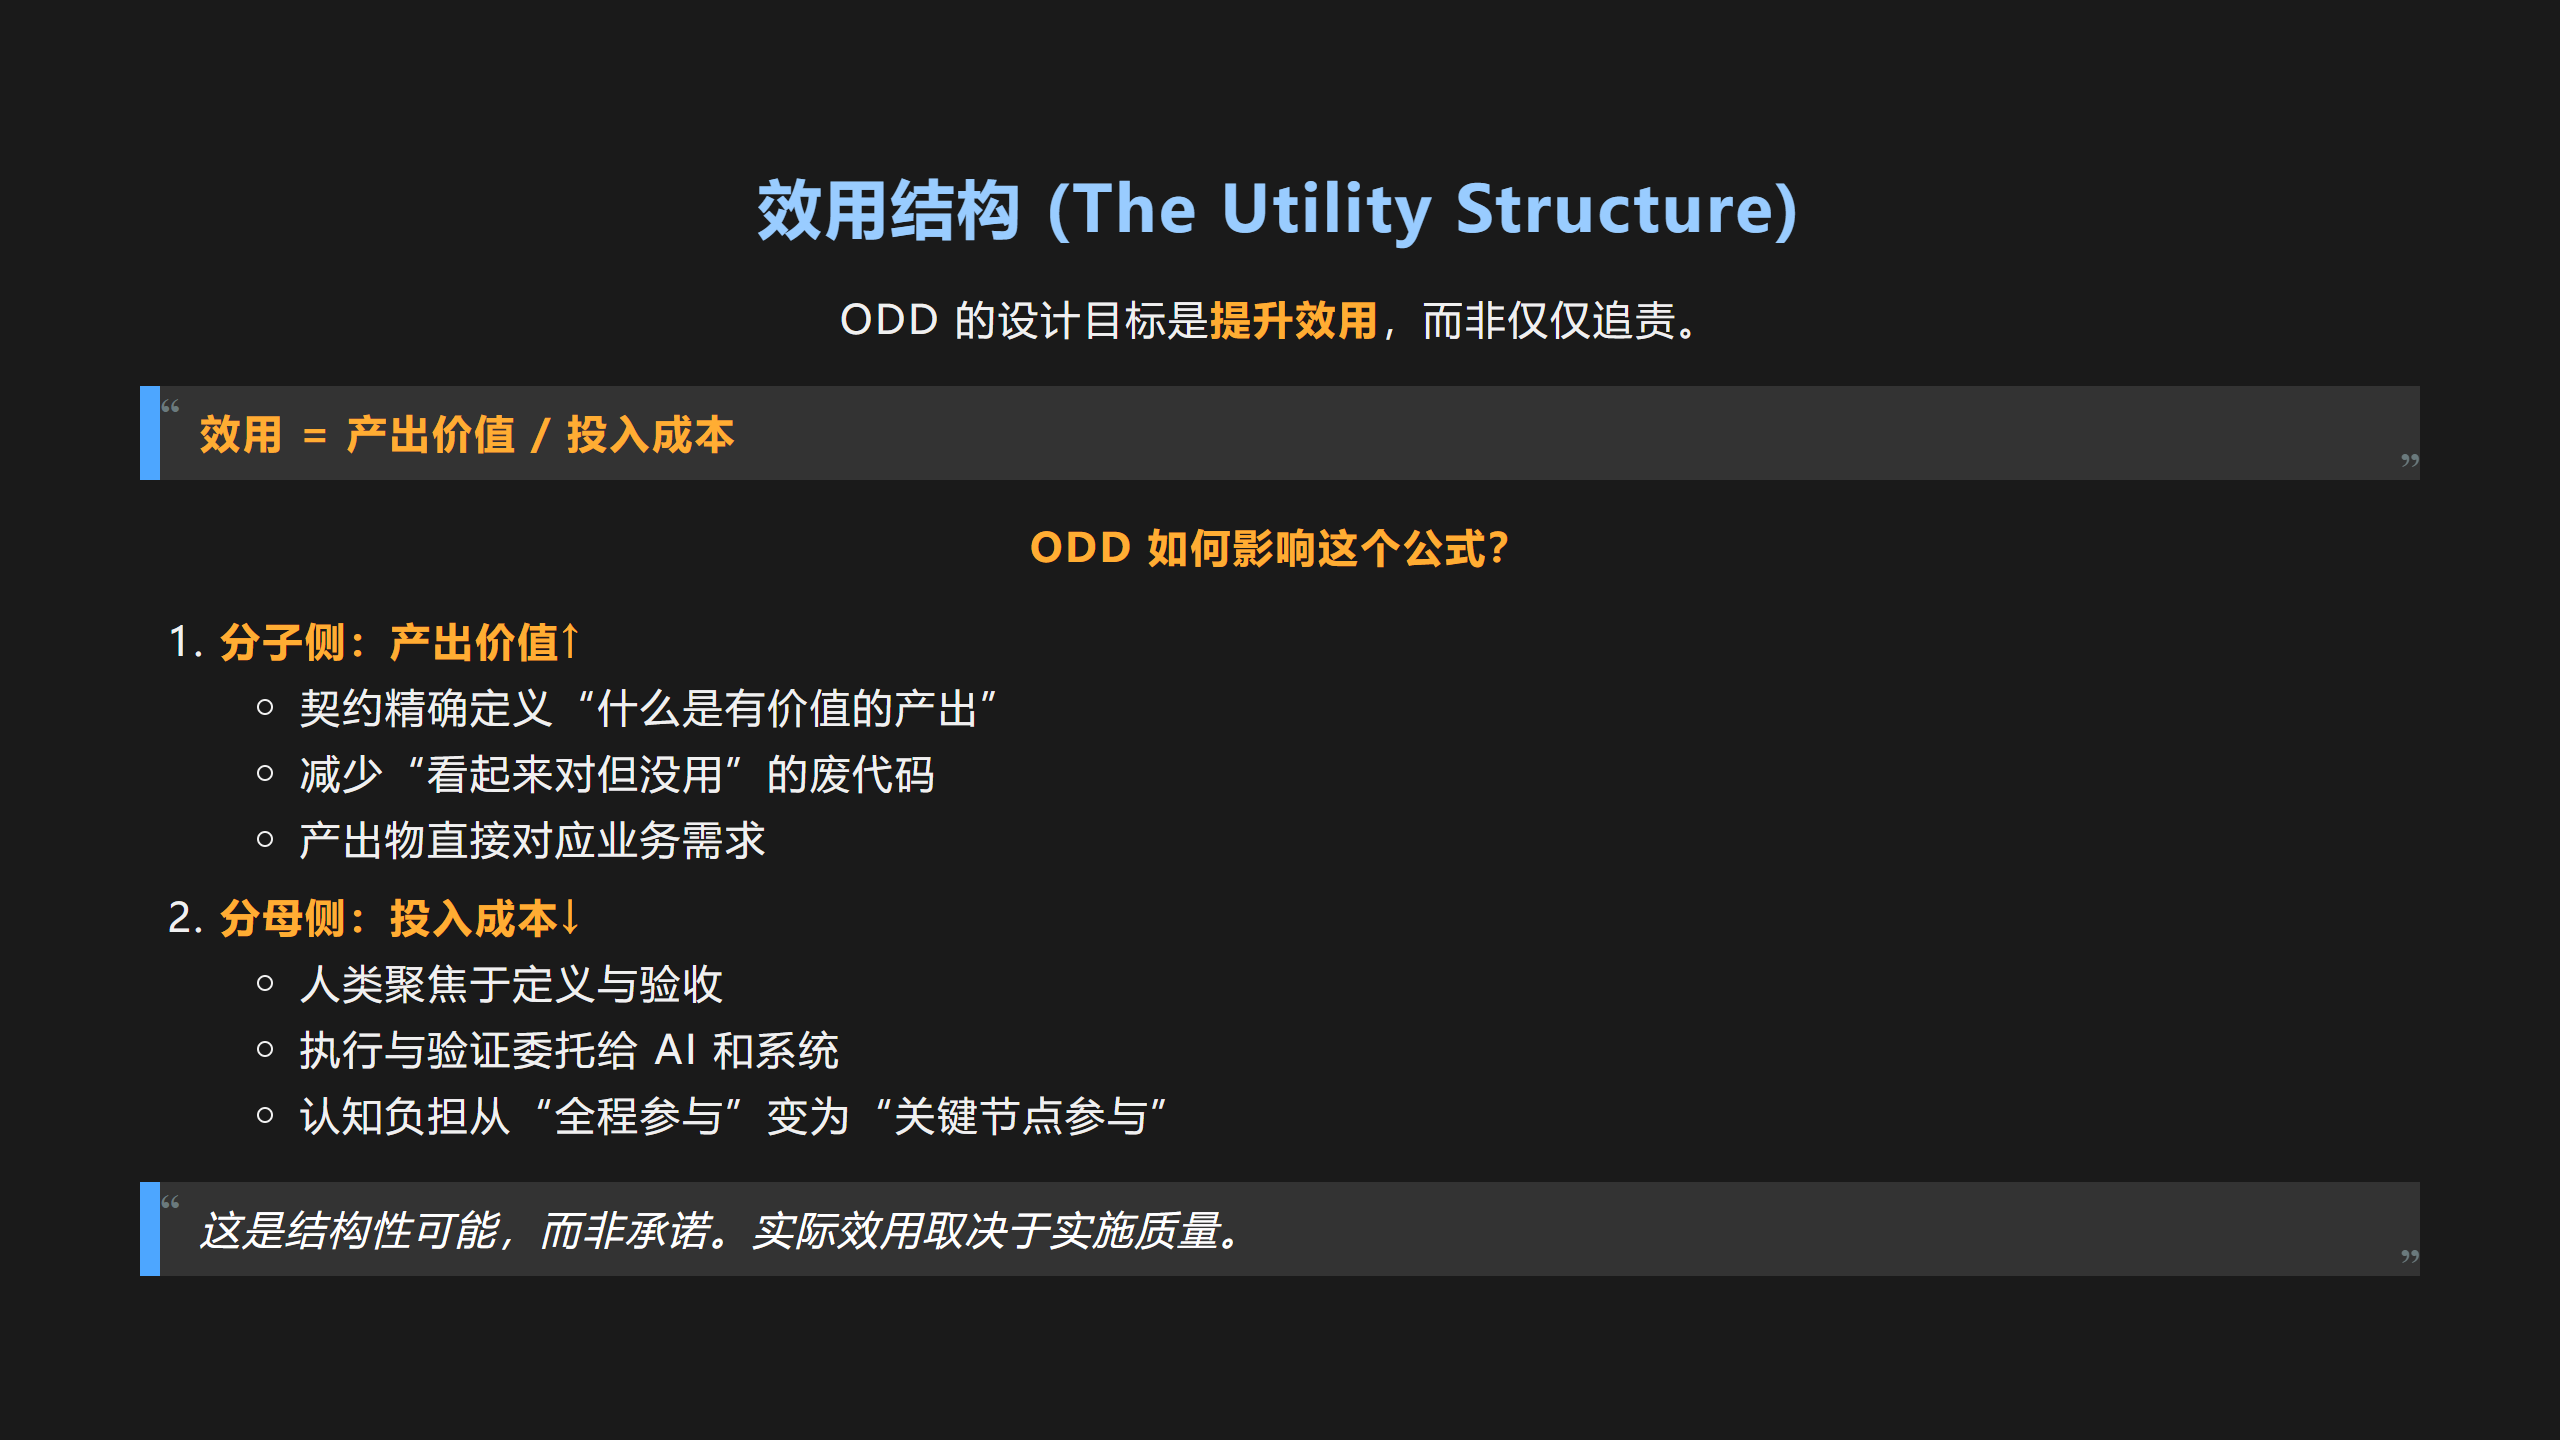 效用结构 (The Utility Structure)
ODD 的设计目标是提升效用，而非仅仅追责。
“ 效用 = 产出价值 / 投入成本 ”
ODD 如何影响这个公式？
1. 分子侧：产出价值↑
○ 契约精确定义“什么是有价值的产出”
○ 减少“看起来对但没用”的废代码
○ 产出物直接对应业务需求
2. 分母侧：投入成本↓
○ 人类聚焦于定义与验收
○ 执行与验证委托给 AI 和系统
○ 认知负担从“全程参与”变为“关键节点参与”
“ 这是结构性可能，而非承诺。实际效用取决于实施质量。 ”